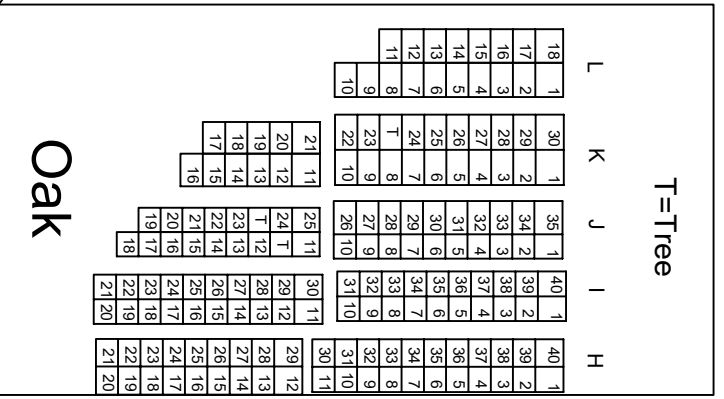 T=Tree
L
11 12 13 14 15 16 17 18
10 9 8 7 6 5 4 3 2 1
K
17 18 19 20 21 22 23 T 24 25 26 27 28 29 30
16 15 14 13 12 11 10 9 8 7 6 5 4 3 2 1
J
19 20 21 22 23 T 24 25 26 27 28 29 30 31 32 33 34 35
18 17 16 15 14 13 12 T 11 10 9 8 7 6 5 4 3 2 1
I
21 22 23 24 25 26 27 28 29 30 31 32 33 34 35 36 37 38 39 40
20 19 18 17 16 15 14 13 12 11 10 9 8 7 6 5 4 3 2 1
H
21 22 23 24 25 26 27 28 29 30 31 32 33 34 35 36 37 38 39 40
20 19 18 17 16 15 14 13 12 11 10 9 8 7 6 5 4 3 2 1
Oak